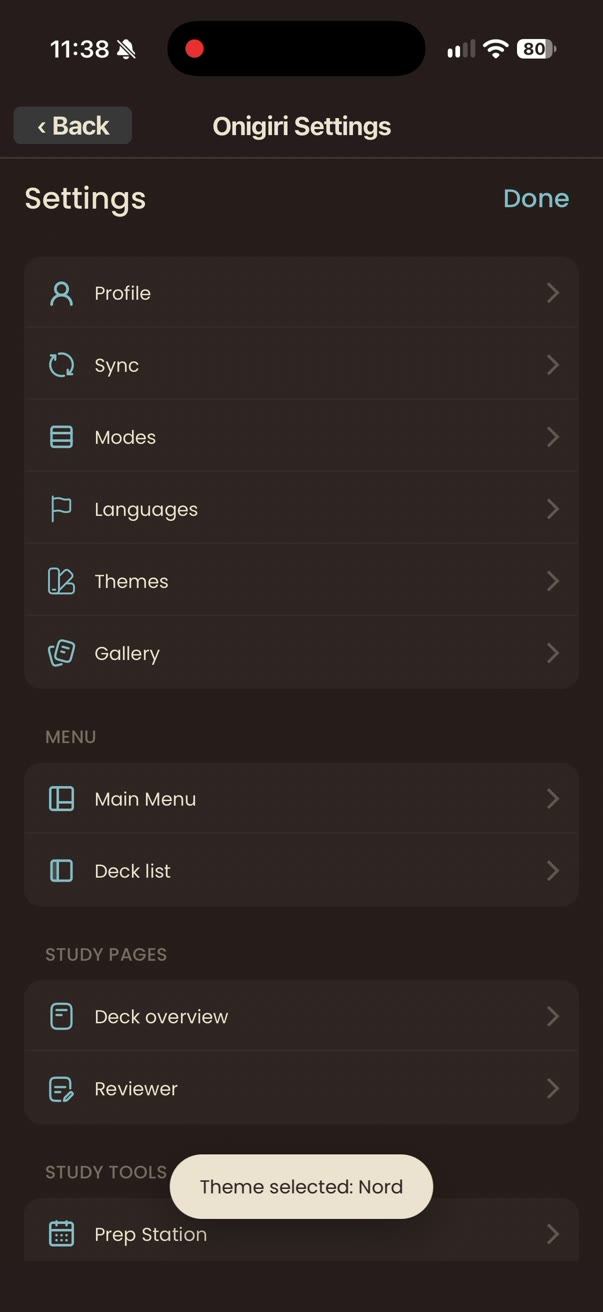 11:38
80
‹ Back
Onigiri Settings
Settings
Done
Profile
Sync
Modes
Languages
Themes
Gallery
MENU
Main Menu
Deck list
STUDY PAGES
Deck overview
Reviewer
STUDY TOOLS
Theme selected: Nord
Prep Station